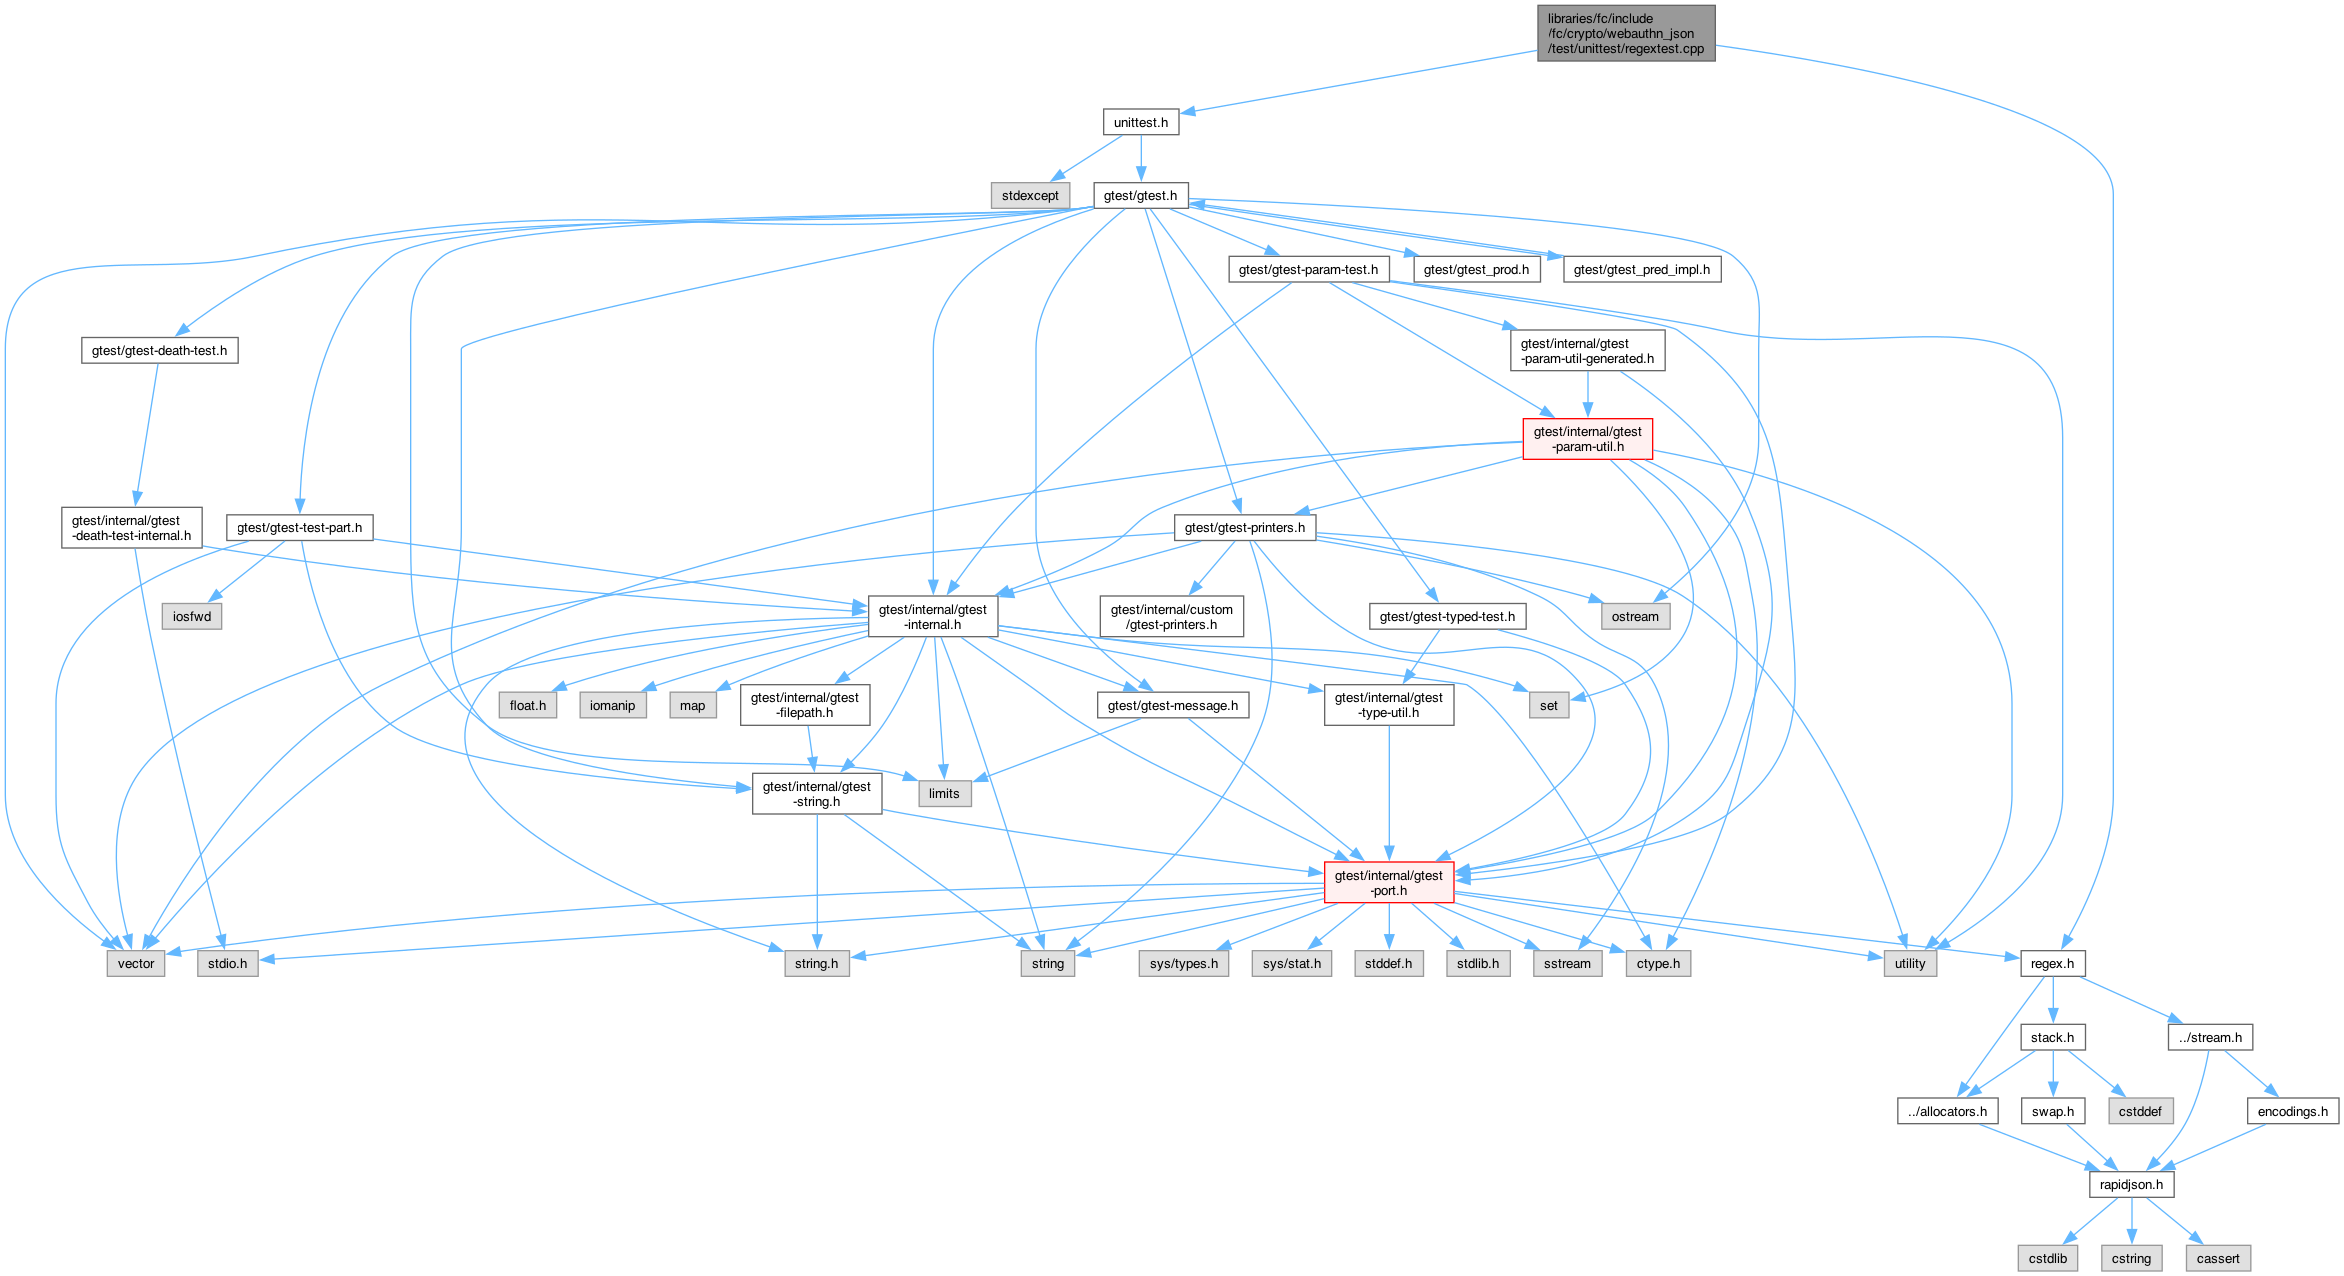 libraries/fc/include
/fc/crypto/webauthn_json
/test/unittest/regextest.cpp
unittest.h
stdexcept
gtest/gtest.h
gtest/gtest-param-test.h
gtest/gtest_prod.h
gtest/gtest_pred_impl.h
gtest/gtest-death-test.h
gtest/internal/gtest
-param-util-generated.h
gtest/internal/gtest
-param-util.h
gtest/internal/gtest
-death-test-internal.h
gtest/gtest-test-part.h
gtest/gtest-printers.h
iosfwd
gtest/internal/gtest
-internal.h
gtest/internal/custom
/gtest-printers.h
gtest/gtest-typed-test.h
ostream
float.h
iomanip
map
gtest/internal/gtest
-filepath.h
gtest/gtest-message.h
gtest/internal/gtest
-type-util.h
set
gtest/internal/gtest
-string.h
limits
gtest/internal/gtest
-port.h
vector
stdio.h
string.h
string
sys/types.h
sys/stat.h
stddef.h
stdlib.h
sstream
ctype.h
utility
regex.h
stack.h
../stream.h
../allocators.h
swap.h
cstddef
encodings.h
rapidjson.h
cstdlib
cstring
cassert